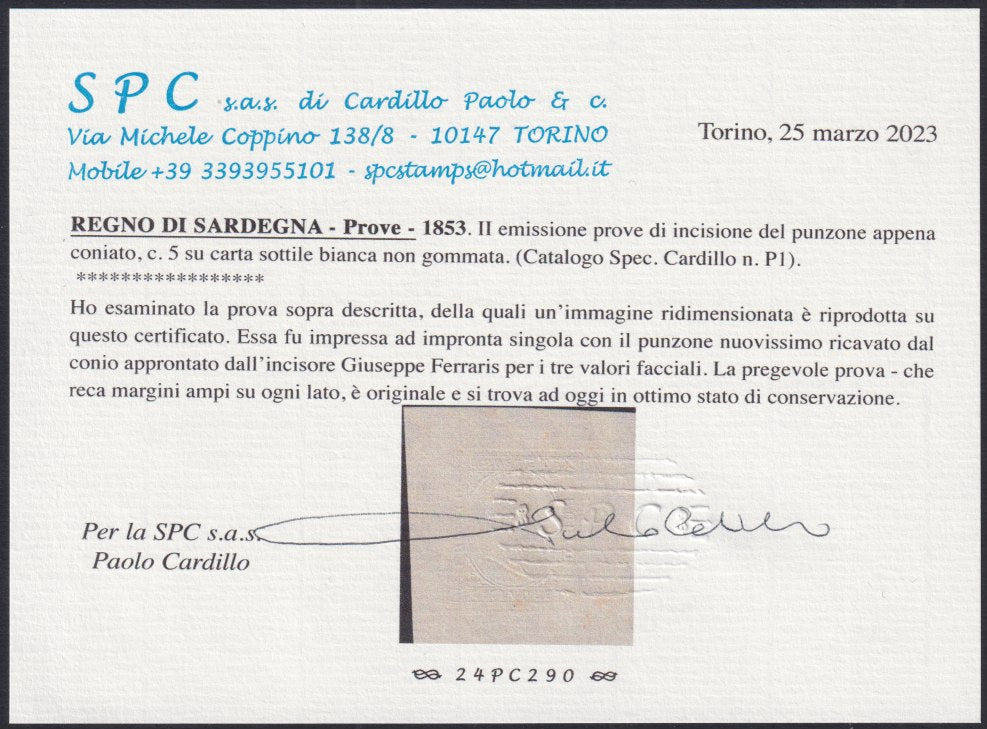 SPC s.a.s. di Cardillo Paolo & c.
Via Michele Coppino 138/8 - 10147 TORINO
Mobile +39 3393955101 - spcstamps@hotmail.it
Torino, 25 marzo 2023
REGNO DI SARDEGNA - Prove - 1853. II emissione prove di incisione del punzone appena
coniato, c. 5 su carta sottile bianca non gommata. (Catalogo Spec. Cardillo n. P1).
*****************
Ho esaminato la prova sopra descritta, della quali un'immagine ridimensionata è riprodotta su
questo certificato. Essa fu impressa ad impronta singola con il punzone nuovissimo ricavato dal
conio approntato dall'incisore Giuseppe Ferraris per i tre valori facciali. La pregevole prova - che
reca margini ampi su ogni lato, è originale e si trova ad oggi in ottimo stato di conservazione.
Per la SPC s.a.s.
Paolo Cardillo
24PC290